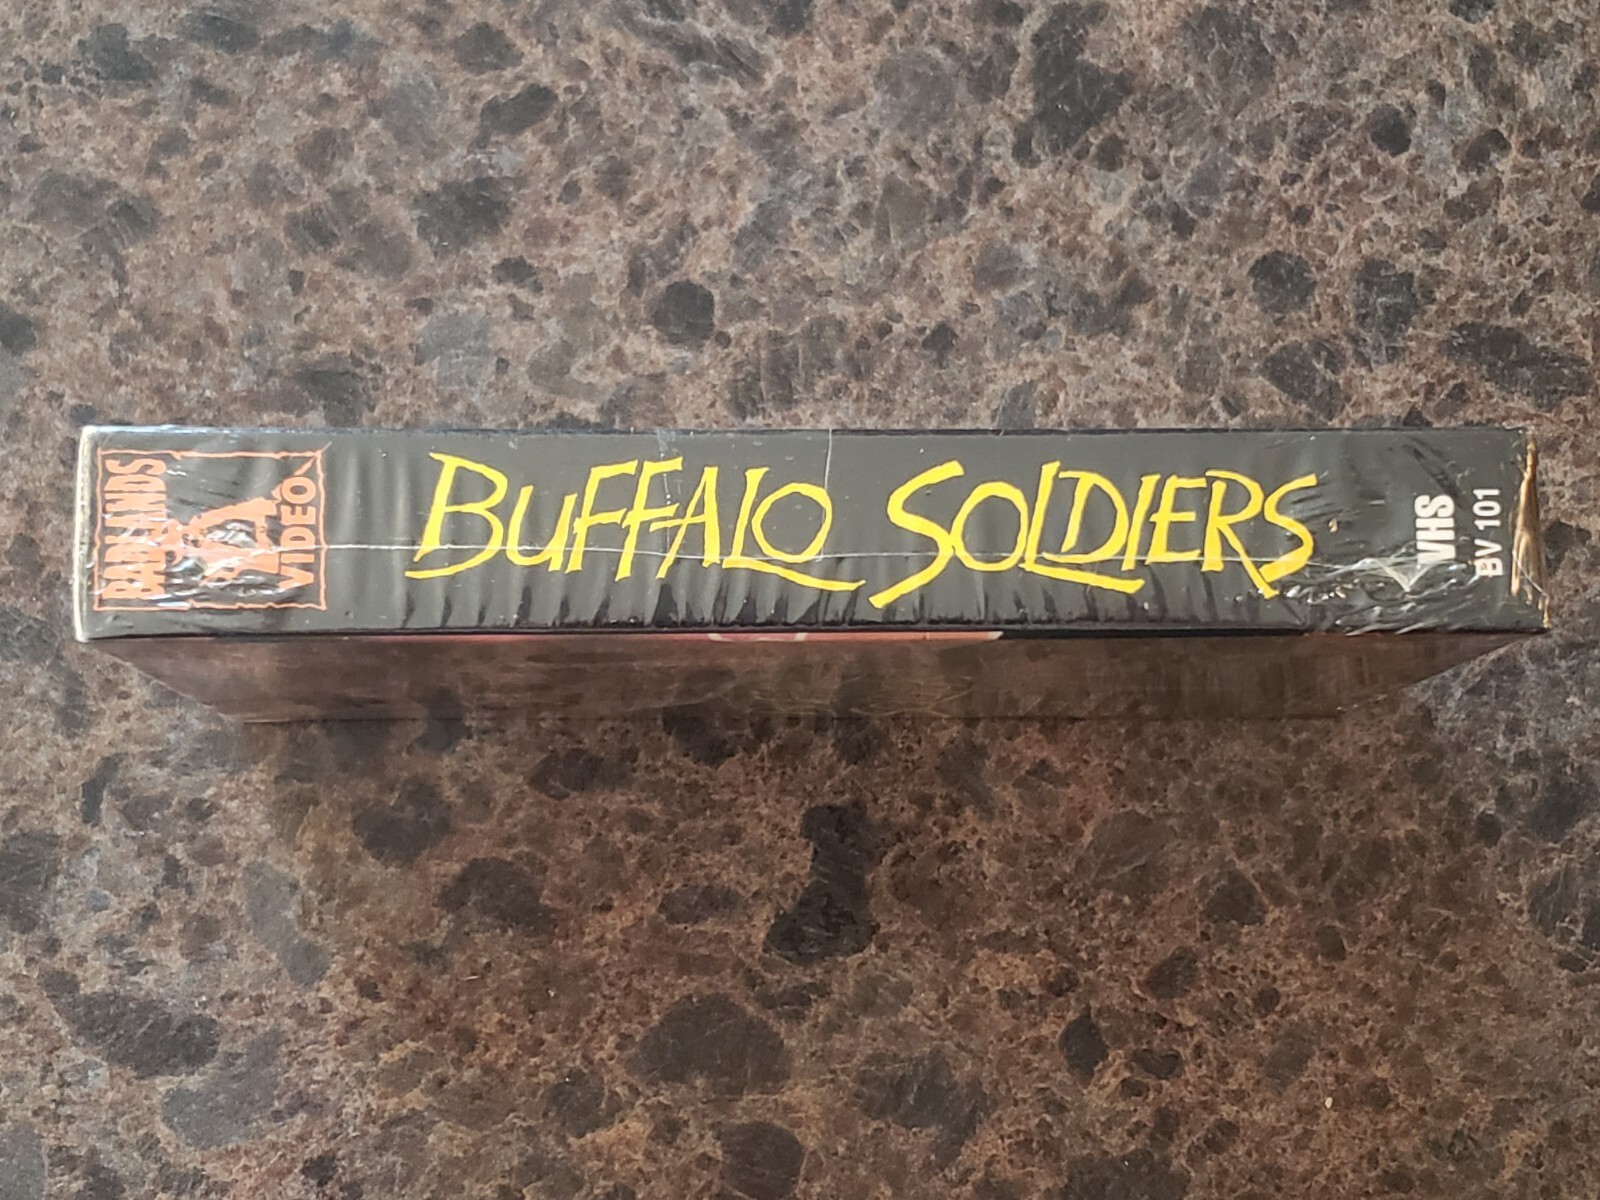 BADLANDS
VIDEO
BUFFALO SOLDIERS
VHS
BV 101